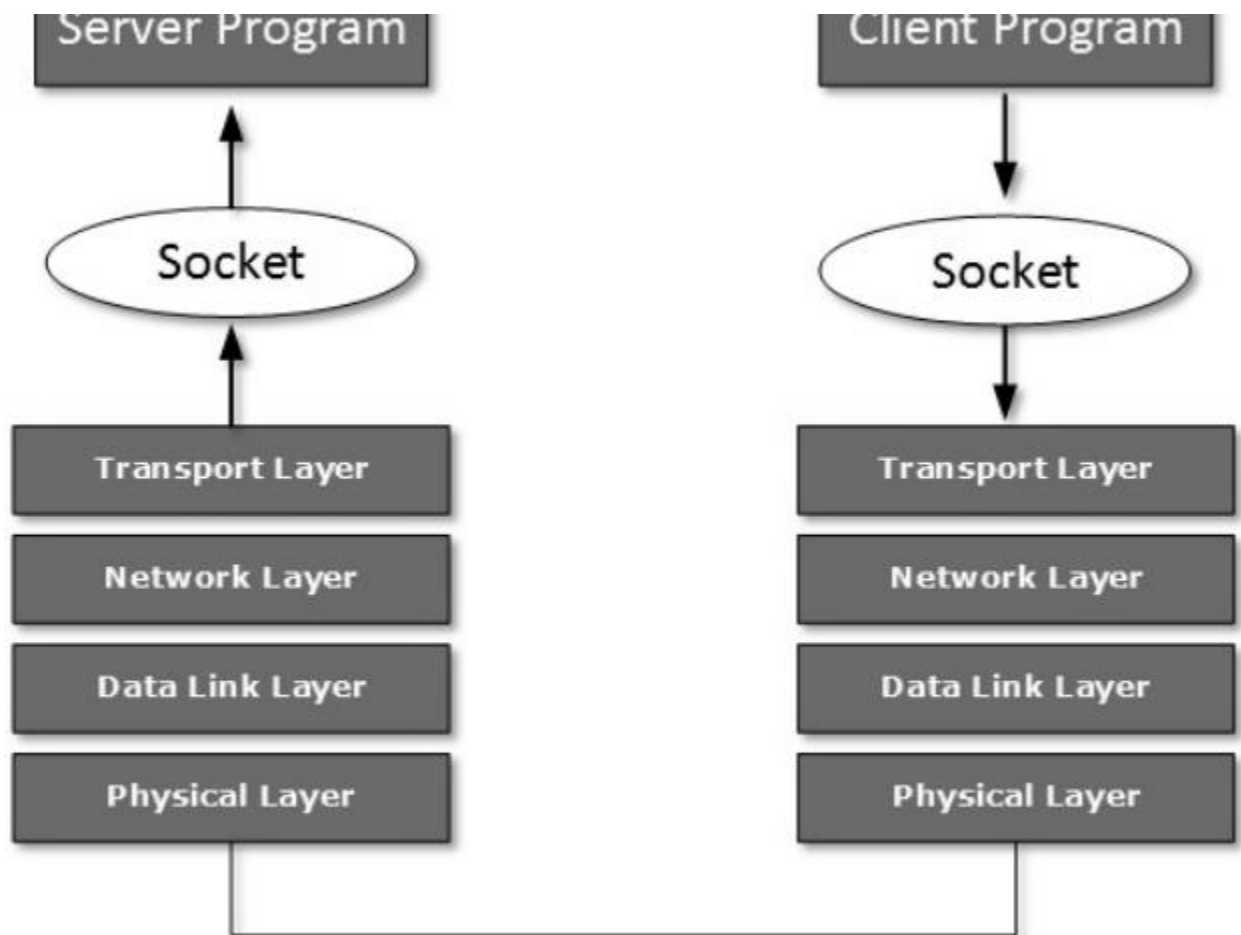 Server Program
Client Program
Socket
Socket
Transport Layer
Transport Layer
Network Layer
Network Layer
Data Link Layer
Data Link Layer
Physical Layer
Physical Layer